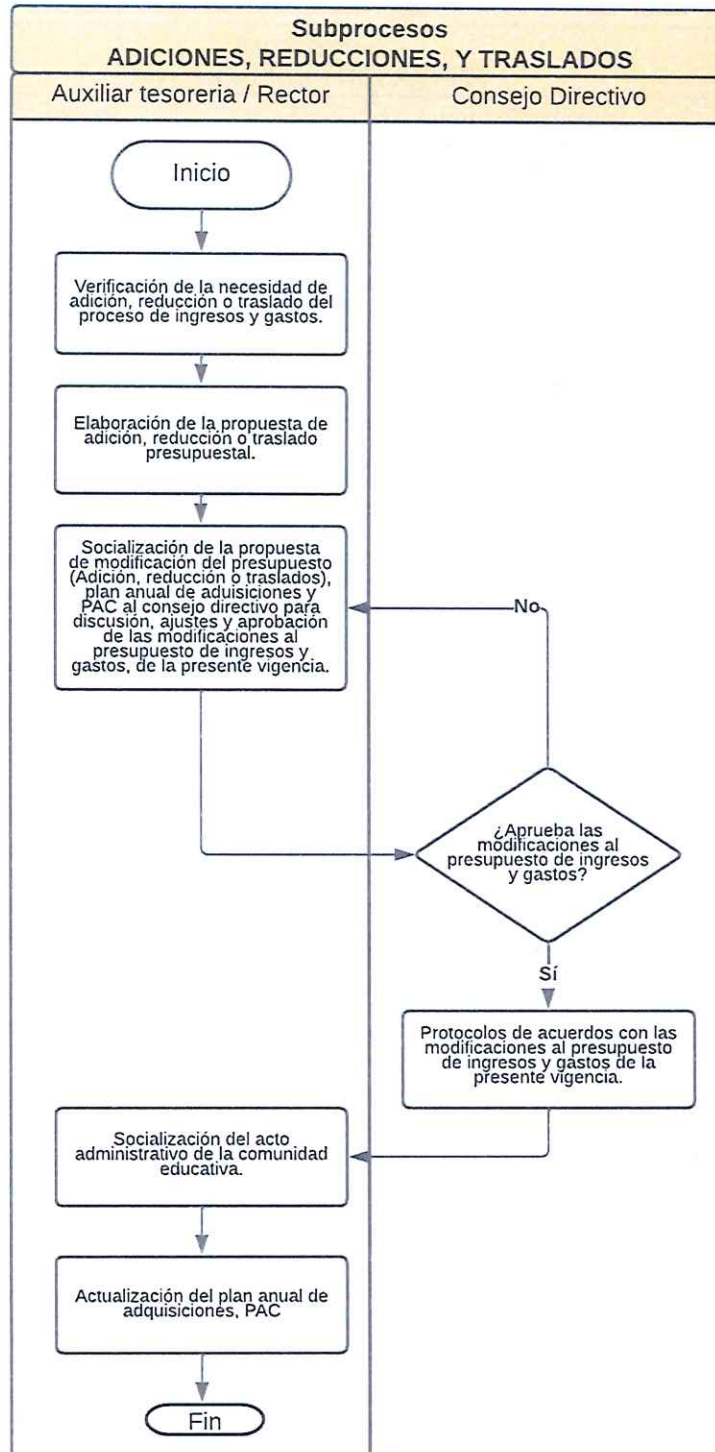 Subprocesos
ADICIONES, REDUCCIONES, Y TRASLADOS
Auxiliar tesoreria / Rector
Consejo Directivo
Inicio
Verificación de la necesidad de
adición, reducción o traslado del
proceso de ingresos y gastos.
Elaboración de la propuesta de
adición, reducción o traslado
presupuestal.
Socialización de la propuesta
de modificación del presupuesto
(Adición, reducción o traslados),
plan anual de aduisiciones y
PAC al consejo directivo para
discusión, ajustes y aprobación
de las modificaciones al
presupuesto de ingresos y
gastos, de la presente vigencia.
No
¿Aprueba las
modificaciones al
presupuesto de ingresos
y gastos?
Sí
Protocolos de acuerdos con las
modificaciones al presupuesto
de ingresos y gastos de la
presente vigencia.
Socialización del acto
administrativo de la comunidad
educativa.
Actualización del plan anual de
adquisiciones, PAC
Fin